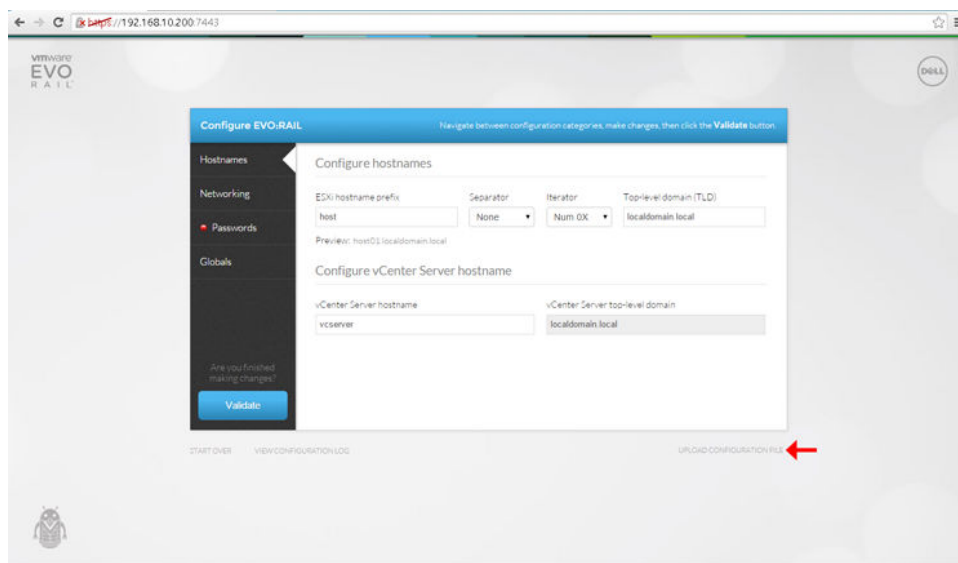 https://192.168.10.200:7443
vmware
EVO
RAIL
DELL
Configure EVO:RAIL
Navigate between configuration categories, make changes, then click the Validate button.
Hostnames
Networking
Passwords
Globals
Are you finished
making changes?
Validate
Configure hostnames
ESXi hostname prefix Separator Iterator Top-level domain (TLD)
host None Num 0X localdomain.local
Preview: host01.localdomain.local
Configure vCenter Server hostname
vCenter Server hostname vCenter Server top-level domain
vcserver localdomain.local
START OVER VIEW CONFIGURATION LOG UPLOAD CONFIGURATION FILE